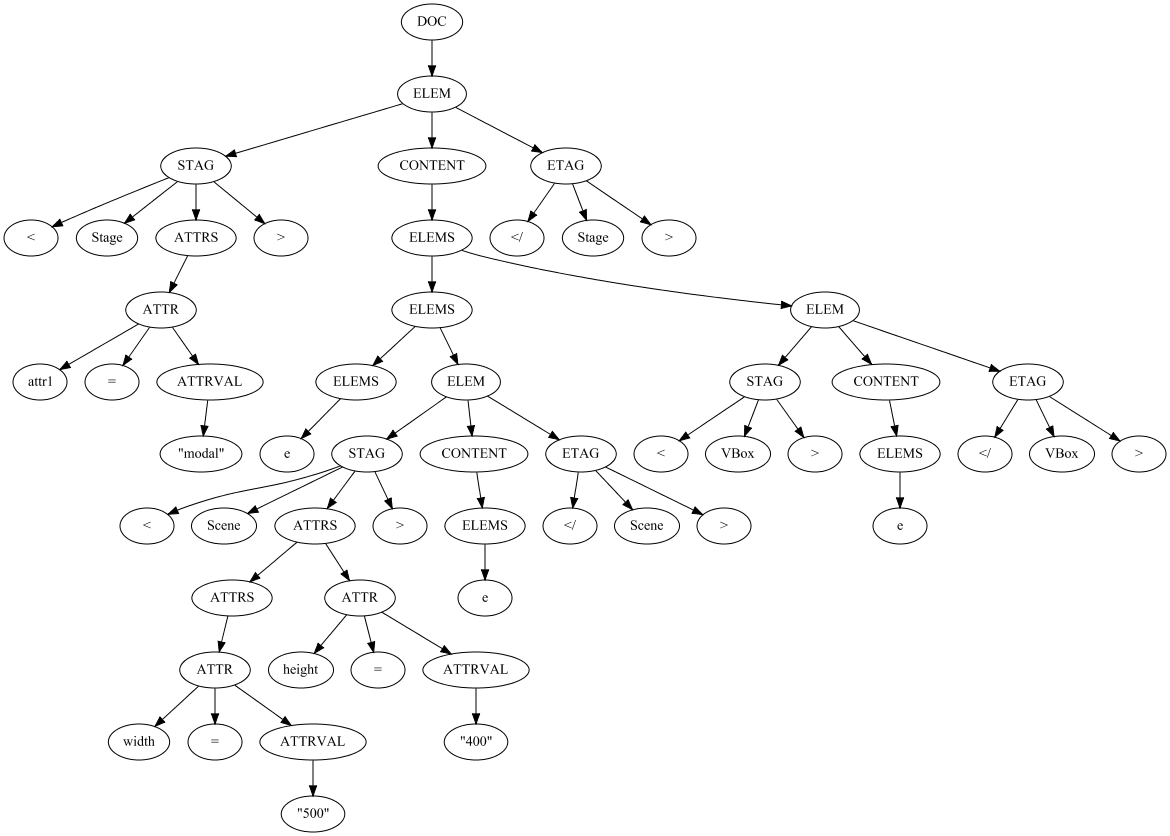 DOC
ELEM
STAG CONTENT ETAG
< Stage ATTRS > ELEMS </ Stage >
ATTR ELEMS ELEM
attr1 = ATTRVAL ELEMS ELEM STAG CONTENT ETAG
"modal" e STAG CONTENT ETAG < VBox > ELEMS </ VBox >
< Scene ATTRS > ELEMS </ Scene > e
ATTRS ATTR e
ATTR height = ATTRVAL
width = ATTRVAL "400"
"500"